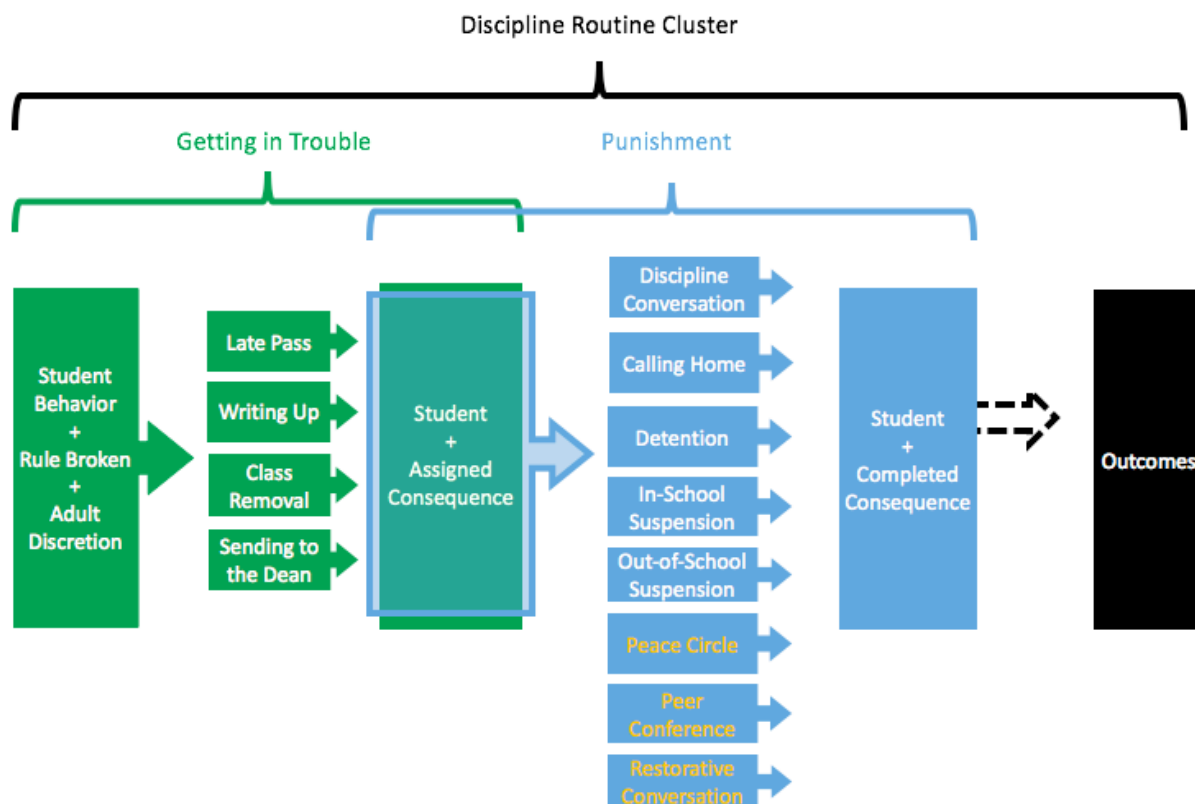 Discipline Routine Cluster
Getting in Trouble
Punishment
Student
Behavior
+
Rule Broken
+
Adult
Discretion
Late Pass
Writing Up
Class
Removal
Sending to
the Dean
Student
+
Assigned
Consequence
Discipline
Conversation
Calling Home
Detention
In-School
Suspension
Out-of-School
Suspension
Peace Circle
Peer
Conference
Restorative
Conversation
Student
+
Completed
Consequence
Outcomes